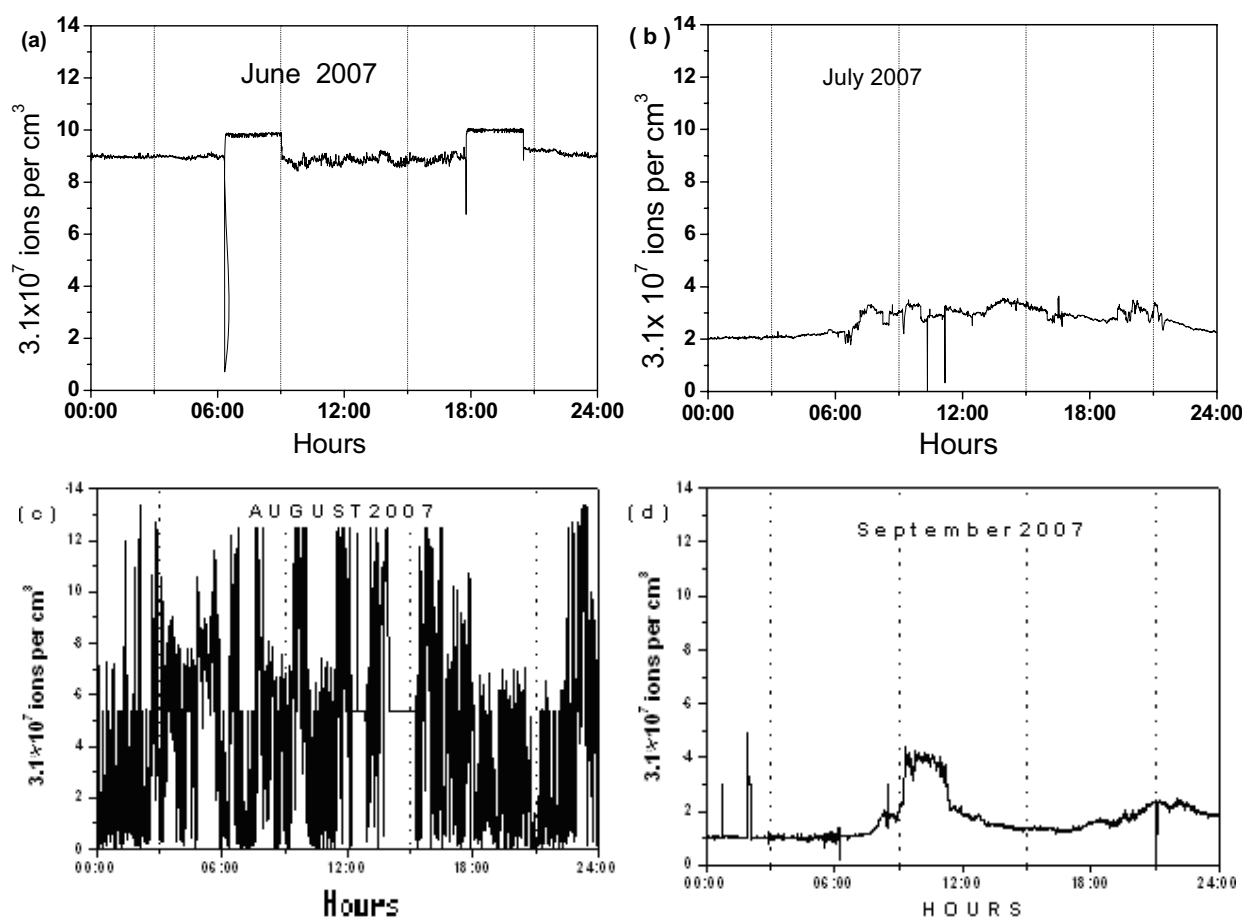 (a)
June 2007
3.1x10⁷ ions per cm³
14
12
10
8
6
4
2
0
00:00 06:00 12:00 18:00 24:00
Hours
( b )
July 2007
3.1x 10⁷ ions per cm³
14
12
10
8
6
4
2
0
00:00 06:00 12:00 18:00 24:00
Hours
( c )
AUGUST2007
3.1×10⁷ ions per cm³
14
12
10
8
6
4
2
0
00:00 06:00 12:00 18:00 24:00
Hours
( d )
September2007
3.1×10⁷ ions per cm³
14
12
10
8
6
4
2
0
00:00 06:00 12:00 18:00 24:00
HOURS